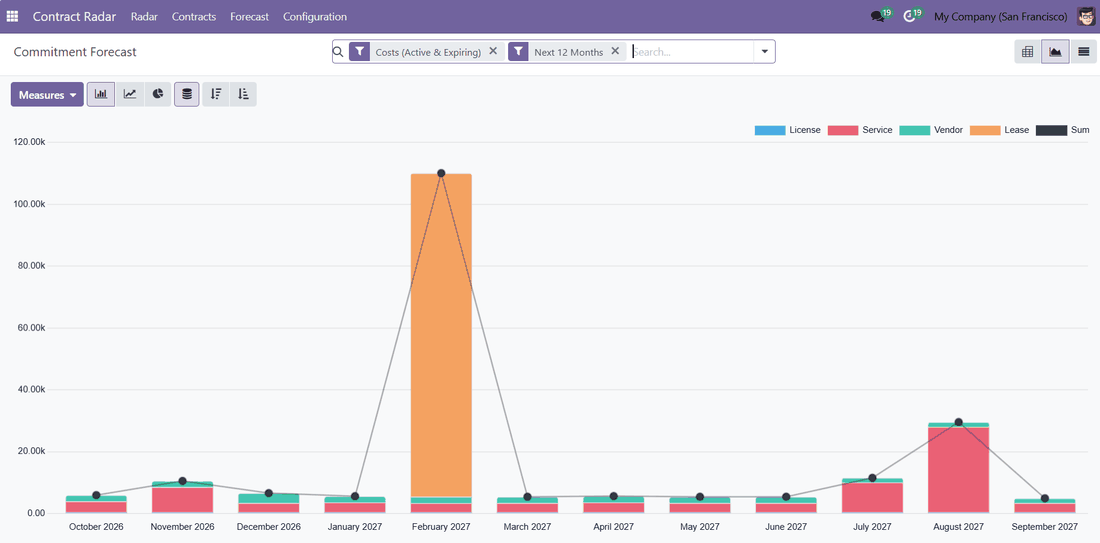 Contract Radar Radar Contracts Forecast Configuration 19 19 My Company (San Francisco)
Commitment Forecast Costs (Active & Expiring) Next 12 Months Search...
Measures
License Service Vendor Lease Sum
120.00k
100.00k
80.00k
60.00k
40.00k
20.00k
0.00
October 2026 November 2026 December 2026 January 2027 February 2027 March 2027 April 2027 May 2027 June 2027 July 2027 August 2027 September 2027